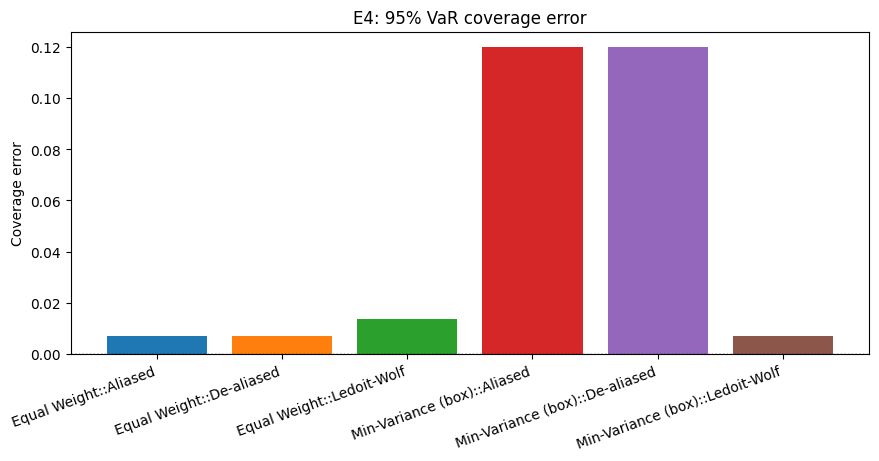 E4: 95% VaR coverage error
Coverage error
0.12
0.10
0.08
0.06
0.04
0.02
0.00
Equal Weight::Aliased
Equal Weight::De-aliased
Equal Weight::Ledoit-Wolf
Min-Variance (box)::Aliased
Min-Variance (box)::De-aliased
Min-Variance (box)::Ledoit-Wolf